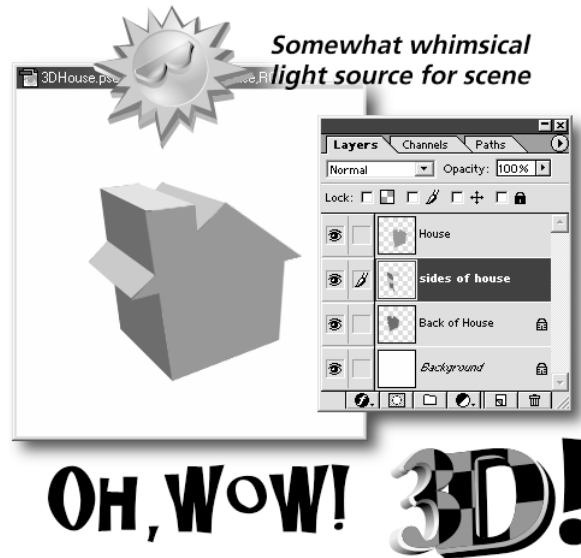 Somewhat whimsical
light source for scene
3DHouse.ps
Layers Channels Paths
Normal Opacity: 100%
Lock:
House
sides of house
Back of House
Background
OH, WOW! 3D!